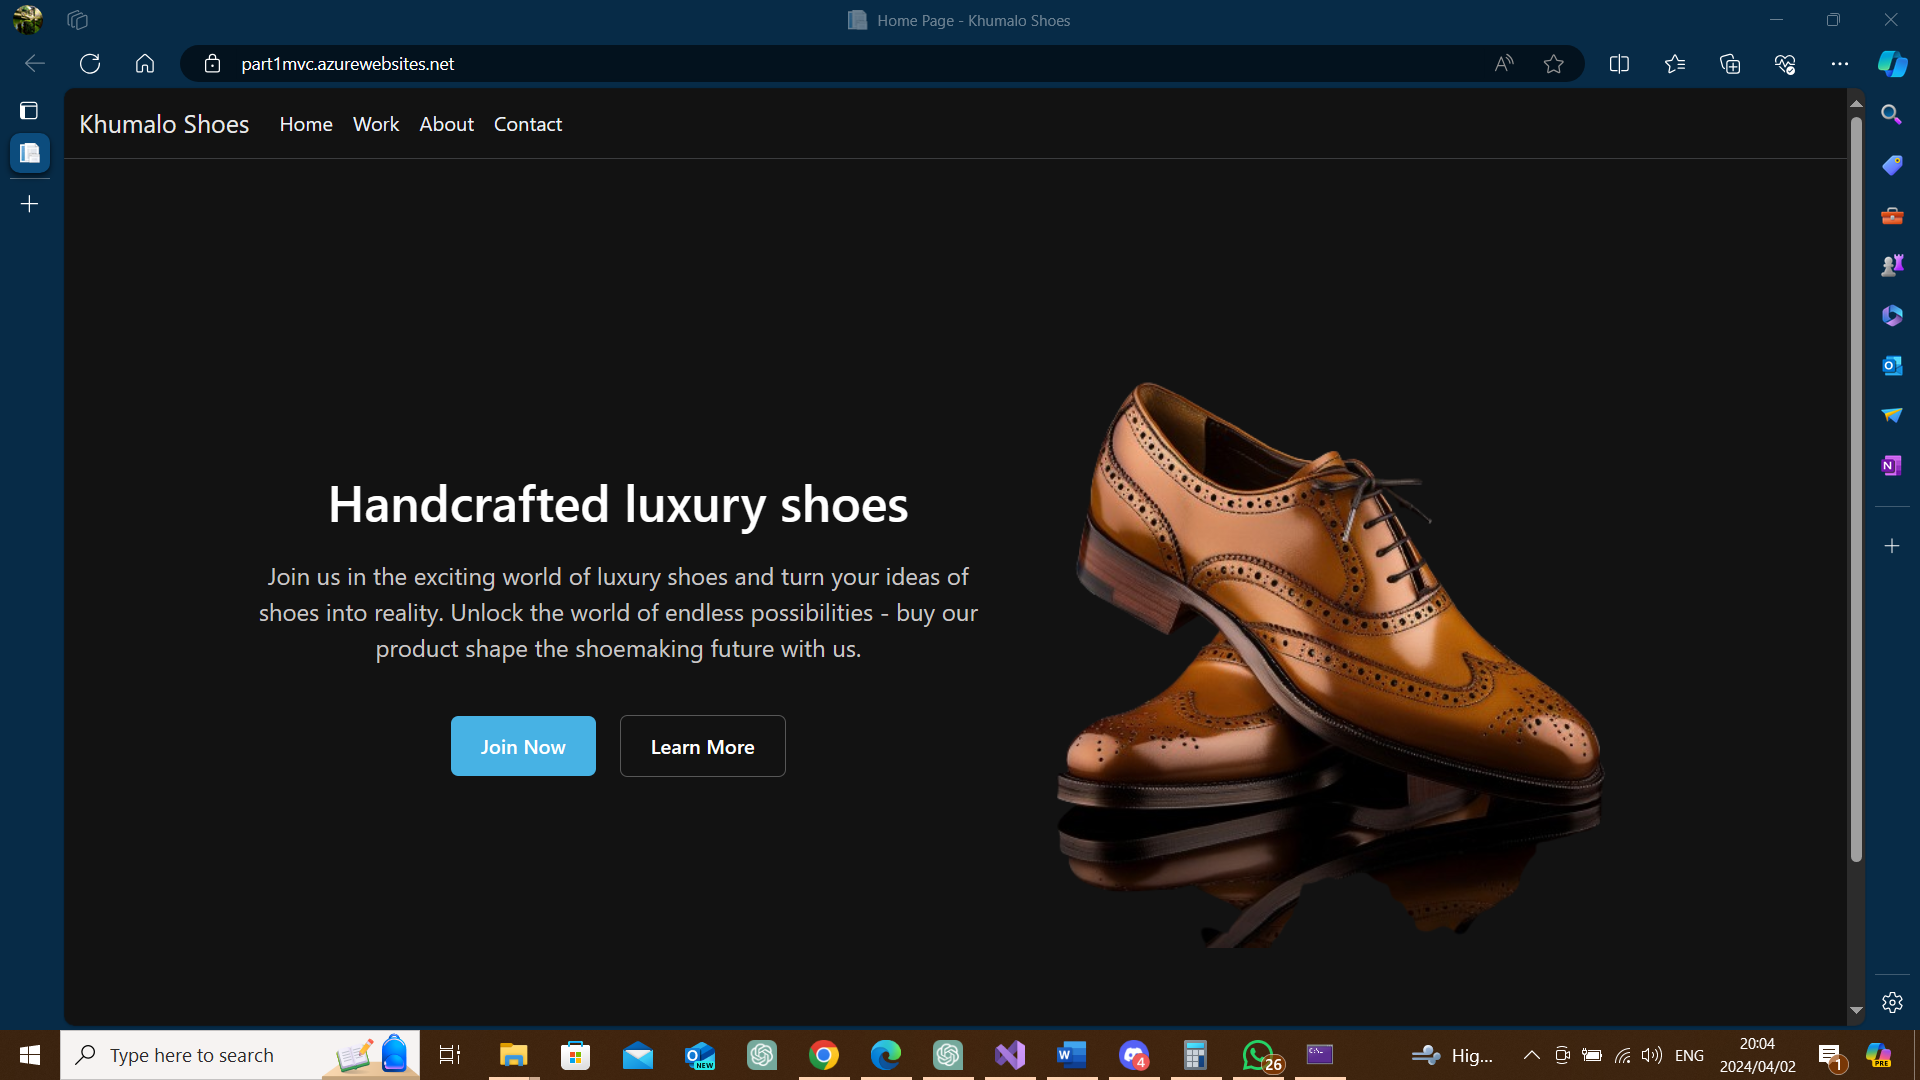 Home Page - Khumalo Shoes
part1mvc.azurewebsites.net
Khumalo Shoes Home Work About Contact
Handcrafted luxury shoes
Join us in the exciting world of luxury shoes and turn your ideas of
shoes into reality. Unlock the world of endless possibilities - buy our
product shape the shoemaking future with us.
Join Now Learn More
Type here to search
NEW
4
26
Hig...
ENG
20:04
2024/04/02
1
PRE